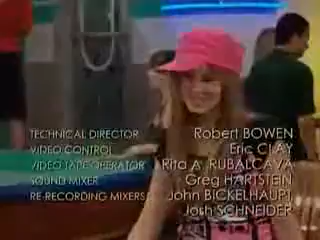 TECHNICAL DIRECTOR Robert BOWEN
VIDEO CONTROL Eric CLAY
VIDEO TAPE OPERATOR Rita A. RUBALCAVA
SOUND MIXER Greg HARTSTEIN
RE-RECORDING MIXERS John BICKELHAUPT
Josh SCHNEIDER